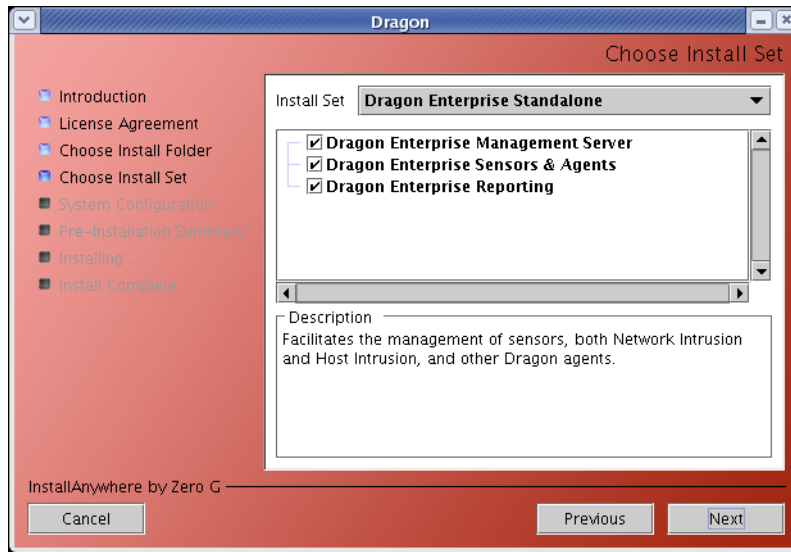 Dragon
Choose Install Set
Introduction
License Agreement
Choose Install Folder
Choose Install Set
System Configuration
Pre-Installation Summary
Installing...
Install Complete
Install Set Dragon Enterprise Standalone
Dragon Enterprise Management Server
Dragon Enterprise Sensors & Agents
Dragon Enterprise Reporting
Description
Facilitates the management of sensors, both Network Intrusion
and Host Intrusion, and other Dragon agents.
InstallAnywhere by Zero G
Cancel Previous Next